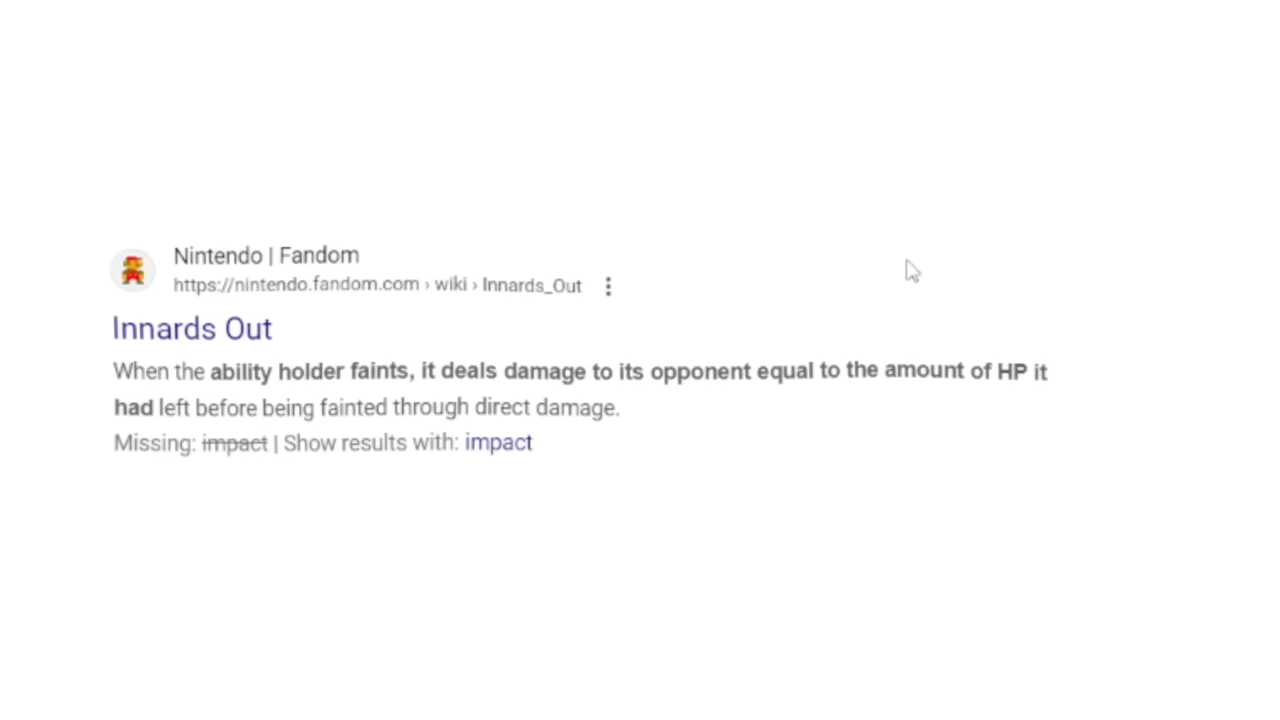 Nintendo | Fandom
https://nintendo.fandom.com › wiki › Innards_Out
Innards Out
When the ability holder faints, it deals damage to its opponent equal to the amount of HP it
had left before being fainted through direct damage.
Missing: impact | Show results with: impact